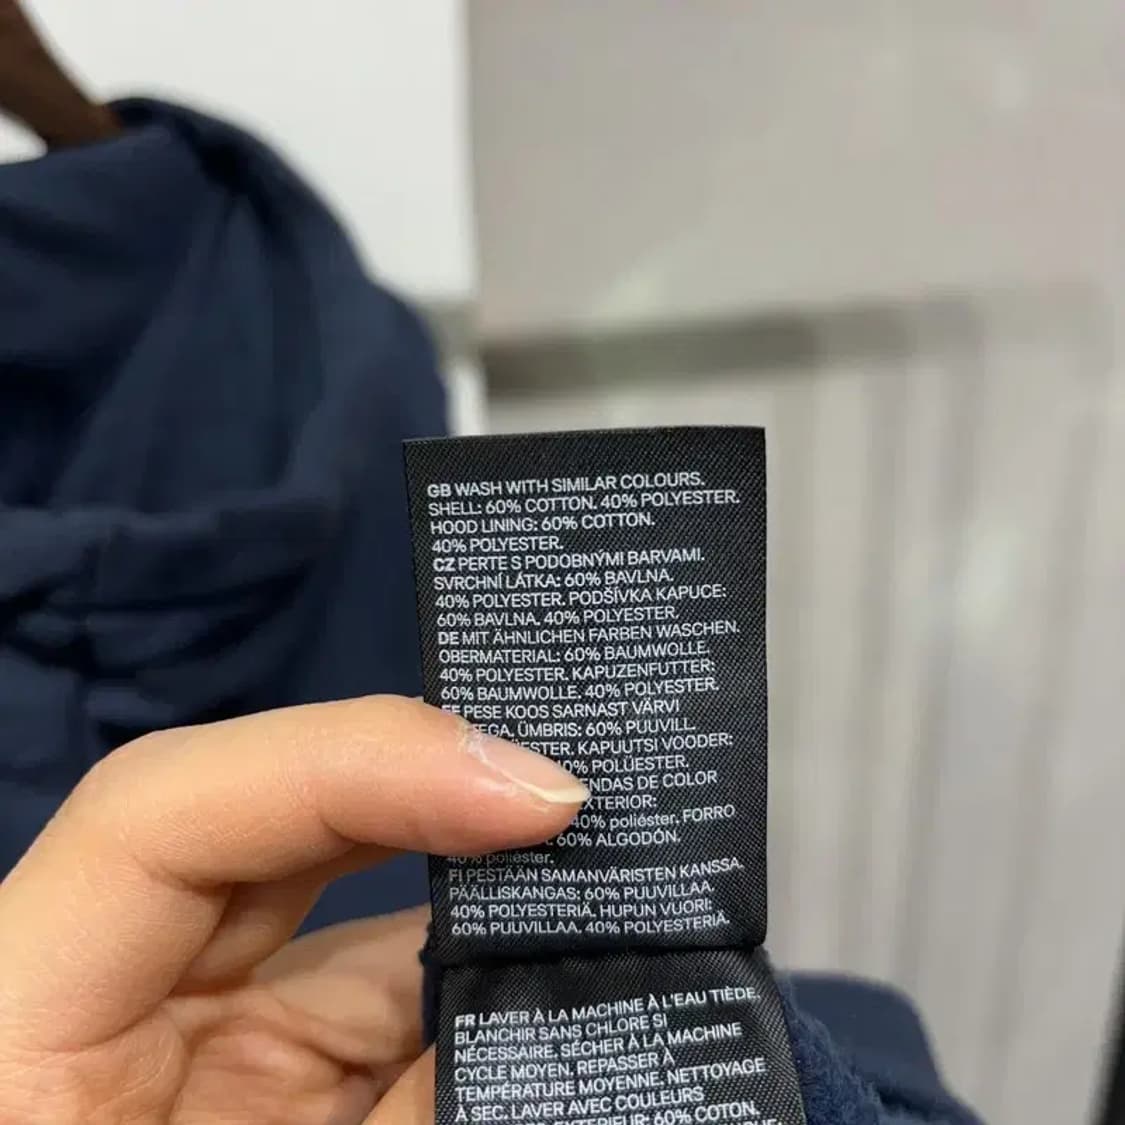 GB WASH WITH SIMILAR COLOURS.
SHELL: 60% COTTON. 40% POLYESTER.
HOOD LINING: 60% COTTON.
40% POLYESTER.
CZ PERTE S PODOBNÝMI BARVAMI.
SVRCHNÍ LÁTKA: 60% BAVLNA.
40% POLYESTER. PODŠÍVKA KAPUCE:
60% BAVLNA. 40% POLYESTER.
DE MIT ÄHNLICHEN FARBEN WASCHEN.
OBERMATERIAL: 60% BAUMWOLLE.
40% POLYESTER. KAPUZENFUTTER:
60% BAUMWOLLE. 40% POLYESTER.
PESE KOOS SARNAST VÄRVI
ÜMBRIS: 60% PUUVILL.
KAPUUTSI VOODER:
POLÜESTER.
DE COLOR
40% poliéster. FORRO
60% ALGODÓN.
40% poliéster.
FI PESTÄÄN SAMANVÄRISTEN KANSSA.
PÄÄLLISKANGAS: 60% PUUVILLAA.
40% POLYESTERIÄ. HUPUN VUORI:
60% PUUVILLAA. 40% POLYESTERIÄ.
FR LAVER À LA MACHINE À L'EAU TIÈDE.
BLANCHIR SANS CHLORE SI
NÉCESSAIRE. SÉCHER À LA MACHINE
CYCLE MOYEN. REPASSER À
TEMPÉRATURE MOYENNE. NETTOYAGE
À SEC. LAVER AVEC COULEURS
60% COTON.